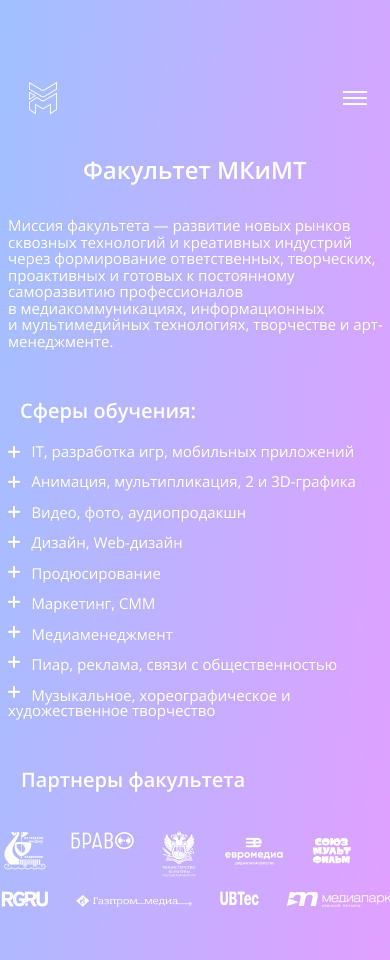 Факультет МКиМТ
Миссия факультета — развитие новых рынков
сквозных технологий и креативных индустрий
через формирование ответственных, творческих,
проактивных и готовых к постоянному
саморазвитию профессионалов
в медиакоммуникациях, информационных
и мультимедийных технологиях, творчестве и арт-
менеджменте.
Сферы обучения:
IT, разработка игр, мобильных приложений
Анимация, мультипликация, 2 и 3D-графика
Видео, фото, аудиопродакшн
Дизайн, Web-дизайн
Продюсирование
Маркетинг, СММ
Медиаменеджмент
Пиар, реклама, связи с общественностью
Музыкальное, хореографическое и
художественное творчество
Партнеры факультета
БРАВО
МИНИСТЕРСТВО
КУЛЬТУРЫ
евромедиа
СОЮЗ
МУЛЬТ
ФИЛЬМ
RGRU
Газпром-медиа
UBTec
медиапарк